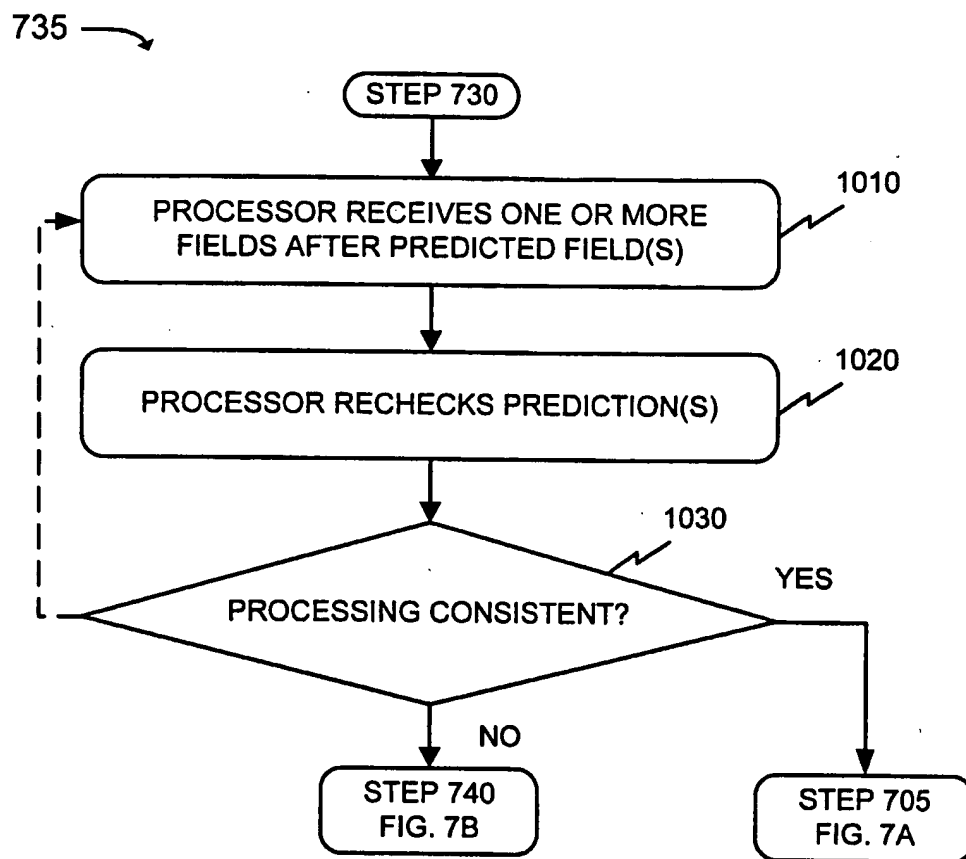 735
STEP 730
1010
PROCESSOR RECEIVES ONE OR MORE
FIELDS AFTER PREDICTED FIELD(S)
1020
PROCESSOR RECHECKS PREDICTION(S)
1030
YES
PROCESSING CONSISTENT?
NO
STEP 740
FIG. 7B
STEP 705
FIG. 7A